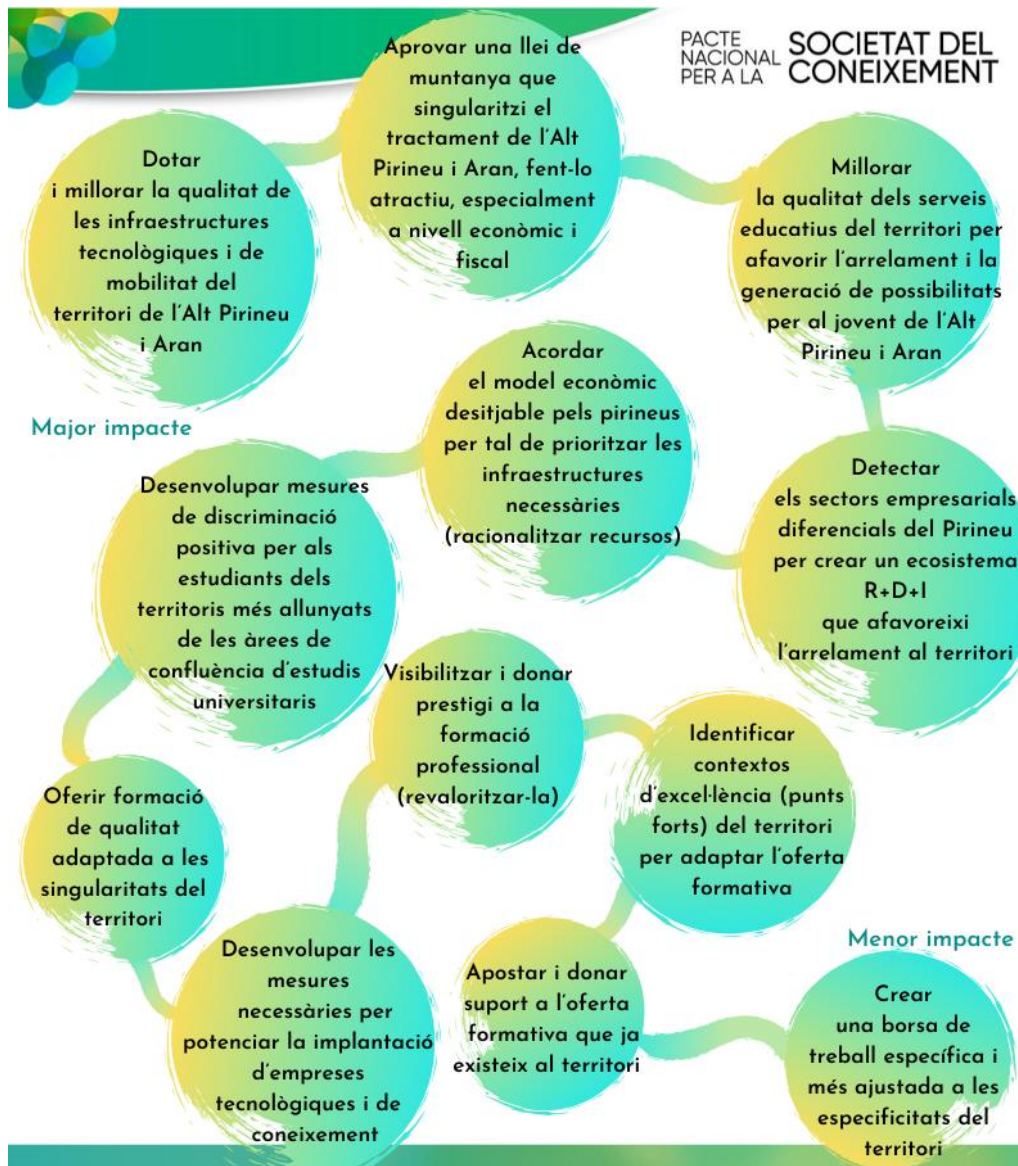 PACTE
NACIONAL
PER A LA
SOCIETAT DEL
CONEIXEMENT
Dotar
i millorar la qualitat de
les infraestructures
tecnològiques i de
mobilitat del
territori de l'Alt Pirineu
i Aran
Major impacte
Aprovar una llei de
muntanya que
singularitzi el
tractament de l'Alt
Pirineu i Aran, fent-lo
atractiu, especialment
a nivell econòmic i
fiscal
Millorar
la qualitat dels serveis
educatius del territori per
afavorir l'arrelament i la
generació de possibilitats
per al jovent de l'Alt
Pirineu i Aran
Detectar
els sectors empresarials
diferencials del Pirineu
per crear un ecosistema
R+D+I
que afavoreixi
l'arrelament al territori
Acordar
el model econòmic
desitjable pels pirineus
per tal de prioritzar les
infraestructures
necessàries
(racionalitzar recursos)
Desenvolupar mesures
de discriminació
positiva per als
estudiants dels
territoris més allunyats
de les àrees de
confluència d'estudis
universitaris
Oferir formació
de qualitat
adaptada a les
singularitats del
territori
Desenvolupar les
mesures
necessàries per
potenciar la implantació
d'empreses
tecnològiques i de
coneixement
Visibilitzar i donar
prestigi a la
formació
professional
(revaloritzar-la)
Identificar
contextos
d'excel·lència (punts
forts) del territori
per adaptar l'oferta
formativa
Apostar i donar
suport a l'oferta
formativa que ja
existeix al territori
Menor impacte
Crear
una borsa de
treball específica i
més ajustada a les
especificitats del
territori